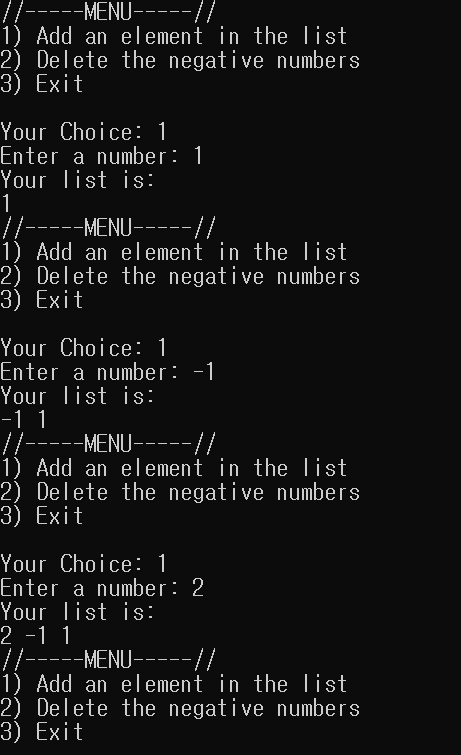 //-----MENU-----//
1) Add an element in the list
2) Delete the negative numbers
3) Exit
Your Choice: 1
Enter a number: 1
Your list is:
1
//-----MENU-----//
1) Add an element in the list
2) Delete the negative numbers
3) Exit
Your Choice: 1
Enter a number: -1
Your list is:
-1 1
//-----MENU-----//
1) Add an element in the list
2) Delete the negative numbers
3) Exit
Your Choice: 1
Enter a number: 2
Your list is:
2 -1 1
//-----MENU-----//
1) Add an element in the list
2) Delete the negative numbers
3) Exit